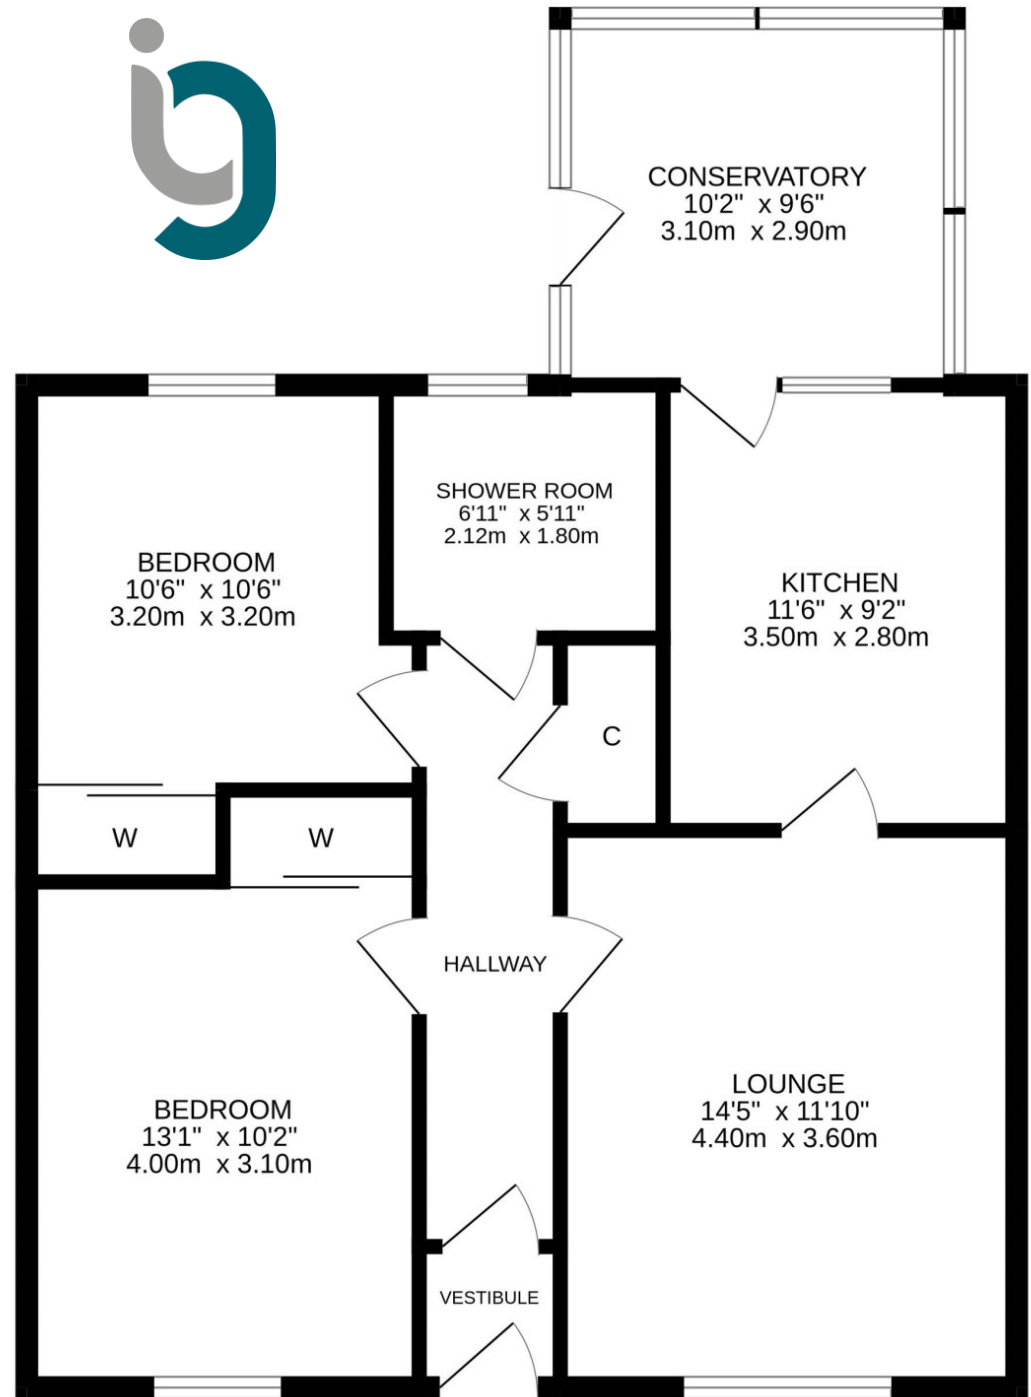 CONSERVATORY
10'2" x 9'6"
3.10m x 2.90m
SHOWER ROOM
6'11" x 5'11"
2.12m x 1.80m
BEDROOM
10'6" x 10'6"
3.20m x 3.20m
KITCHEN
11'6" x 9'2"
3.50m x 2.80m
C
W
W
HALLWAY
BEDROOM
13'1" x 10'2"
4.00m x 3.10m
LOUNGE
14'5" x 11'10"
4.40m x 3.60m
VESTIBULE